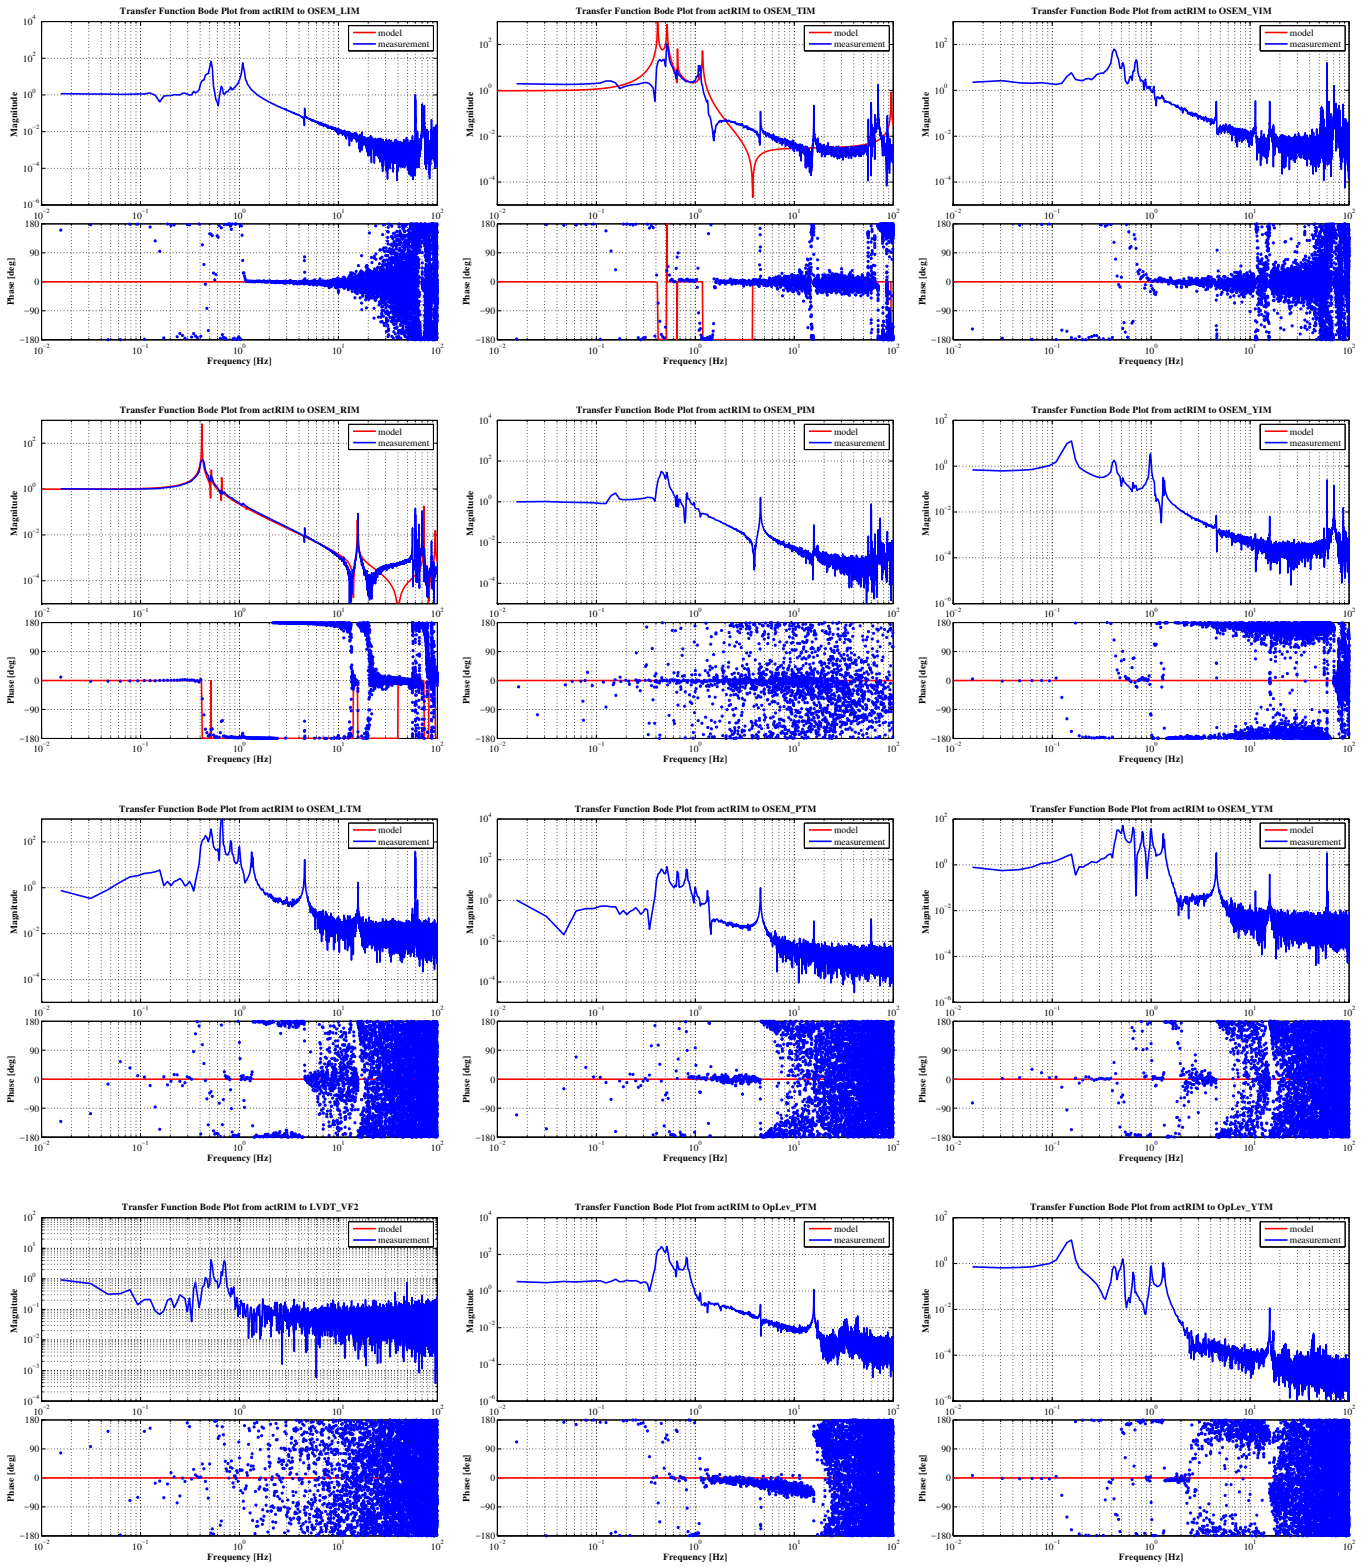 Transfer Function Bode Plot from actRIM to OSEM_LIM
Transfer Function Bode Plot from actRIM to OSEM_TIM
Transfer Function Bode Plot from actRIM to OSEM_VIM
model
measurement
model
measurement
model
measurement
Magnitude
Magnitude
Magnitude
Phase [deg]
Phase [deg]
Phase [deg]
Frequency [Hz]
Frequency [Hz]
Frequency [Hz]
Transfer Function Bode Plot from actRIM to OSEM_RIM
Transfer Function Bode Plot from actRIM to OSEM_PIM
Transfer Function Bode Plot from actRIM to OSEM_YIM
model
measurement
model
measurement
model
measurement
Magnitude
Magnitude
Magnitude
Phase [deg]
Phase [deg]
Phase [deg]
Frequency [Hz]
Frequency [Hz]
Frequency [Hz]
Transfer Function Bode Plot from actRIM to OSEM_LTM
Transfer Function Bode Plot from actRIM to OSEM_PTM
Transfer Function Bode Plot from actRIM to OSEM_YTM
model
measurement
model
measurement
model
measurement
Magnitude
Magnitude
Magnitude
Phase [deg]
Phase [deg]
Phase [deg]
Frequency [Hz]
Frequency [Hz]
Frequency [Hz]
Transfer Function Bode Plot from actRIM to LVDT_VF2
Transfer Function Bode Plot from actRIM to OpLev_PTM
Transfer Function Bode Plot from actRIM to OpLev_YTM
model
measurement
model
measurement
model
measurement
Magnitude
Magnitude
Magnitude
Phase [deg]
Phase [deg]
Phase [deg]
Frequency [Hz]
Frequency [Hz]
Frequency [Hz]